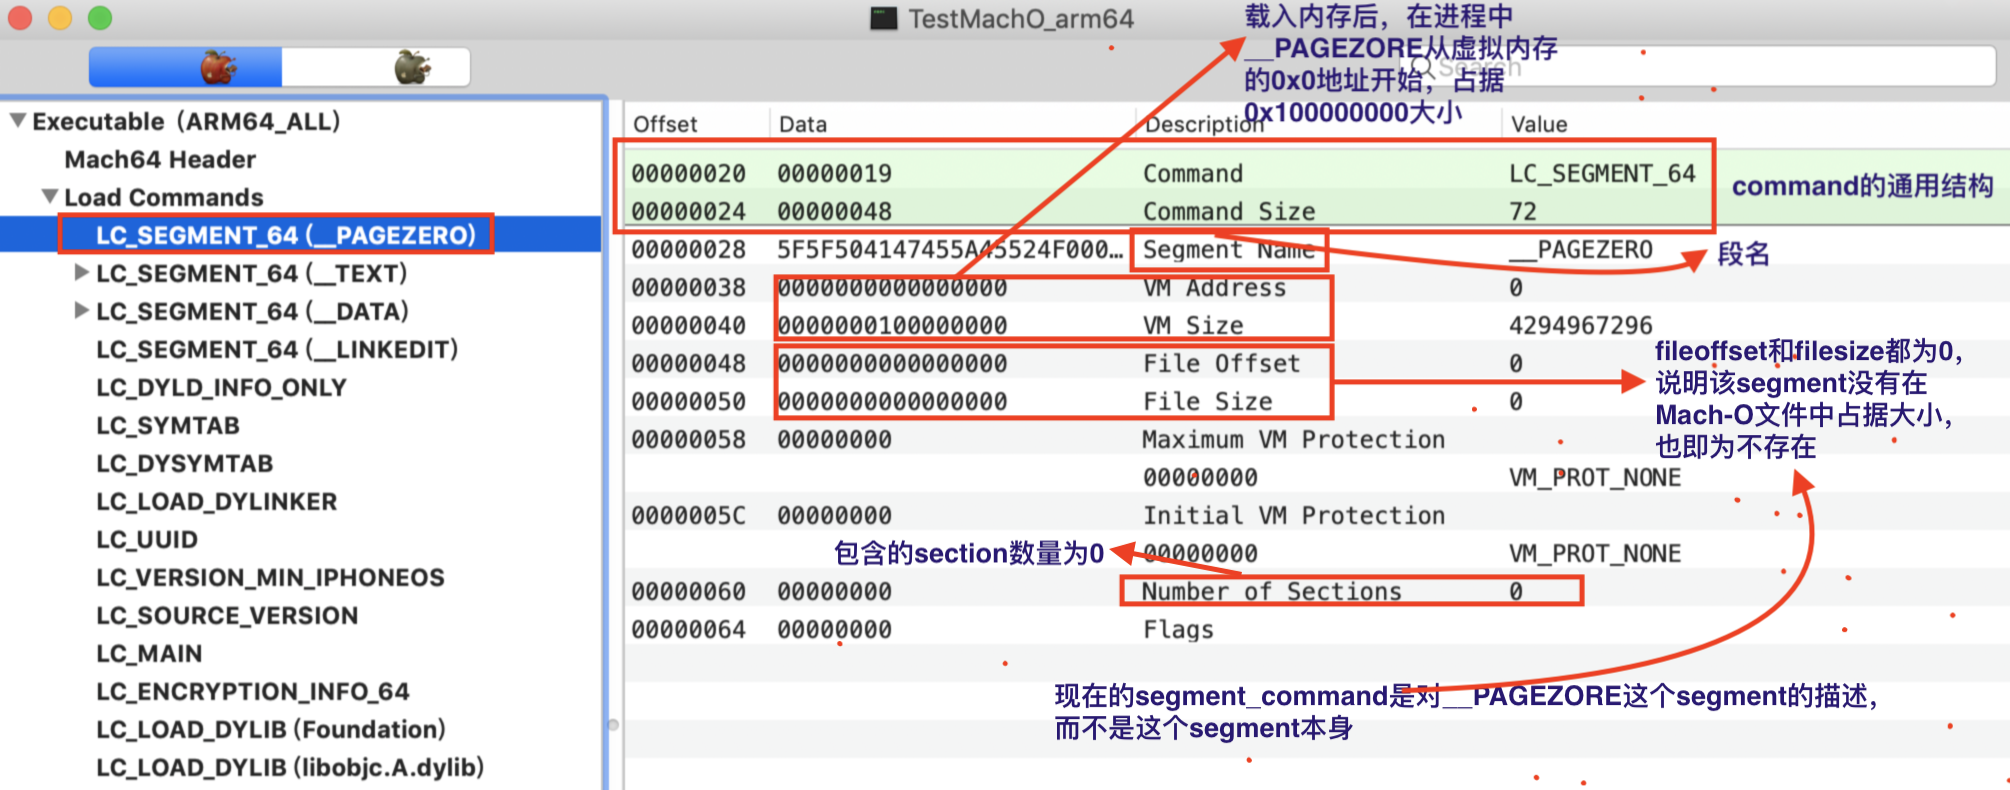 TestMachO_arm64
载入内存后，在进程中
__PAGEZORE从虚拟内存
的0x0地址开始，占据
0x100000000大小
Search
Executable (ARM64_ALL)
Mach64 Header
Load Commands
LC_SEGMENT_64 (__PAGEZERO)
LC_SEGMENT_64 (__TEXT)
LC_SEGMENT_64 (__DATA)
LC_SEGMENT_64 (__LINKEDIT)
LC_DYLD_INFO_ONLY
LC_SYMTAB
LC_DYSYMTAB
LC_LOAD_DYLINKER
LC_UUID
LC_VERSION_MIN_IPHONEOS
LC_SOURCE_VERSION
LC_MAIN
LC_ENCRYPTION_INFO_64
LC_LOAD_DYLIB (Foundation)
LC_LOAD_DYLIB (libobjc.A.dylib)
Offset Data Description Value
00000020 00000019 Command LC_SEGMENT_64
00000024 00000048 Command Size 72
command的通用结构
00000028 5F5F504147455A45524F000… Segment Name __PAGEZERO
段名
00000038 0000000000000000 VM Address 0
00000040 0000000100000000 VM Size 4294967296
00000048 0000000000000000 File Offset 0
00000050 0000000000000000 File Size 0
fileoffset和filesize都为0，
说明该segment没有在
Mach-O文件中占据大小，
也即为不存在
00000058 00000000 Maximum VM Protection
00000000 VM_PROT_NONE
0000005C 00000000 Initial VM Protection
00000000 VM_PROT_NONE
包含的section数量为0
00000060 00000000 Number of Sections 0
00000064 00000000 Flags
现在的segment_command是对__PAGEZORE这个segment的描述，
而不是这个segment本身